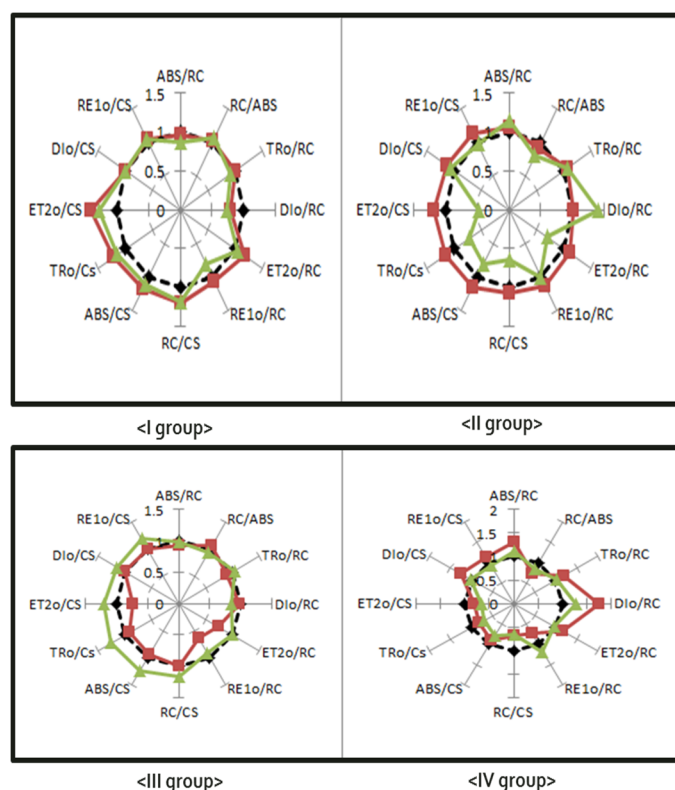 ABS/RC
1.5
RE1o/CS
RC/ABS
1
DIo/CS
TRo/RC
0.5
ET2o/CS
0
DIo/RC
TRo/Cs
ET2o/RC
ABS/CS
RE1o/RC
RC/CS
<I group>
ABS/RC
1.5
RE1o/CS
RC/ABS
1
DIo/CS
TRo/RC
0.5
ET2o/CS
0
DIo/RC
TRo/Cs
ET2o/RC
ABS/CS
RE1o/RC
RC/CS
<II group>
ABS/RC
1.5
RE1o/CS
RC/ABS
1
DIo/CS
TRo/RC
0.5
ET2o/CS
0
DIo/RC
TRo/Cs
ET2o/RC
ABS/CS
RE1o/RC
RC/CS
<III group>
ABS/RC
2
RE1o/CS
RC/ABS
1.5
DIo/CS
TRo/RC
1
0.5
ET2o/CS
0
DIo/RC
TRo/Cs
ET2o/RC
ABS/CS
RE1o/RC
RC/CS
<IV group>